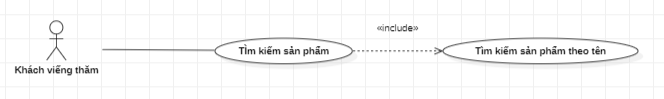 «include»
Tìm kiếm sản phẩm
Tìm kiếm sản phẩm theo tên
Khách viếng thăm